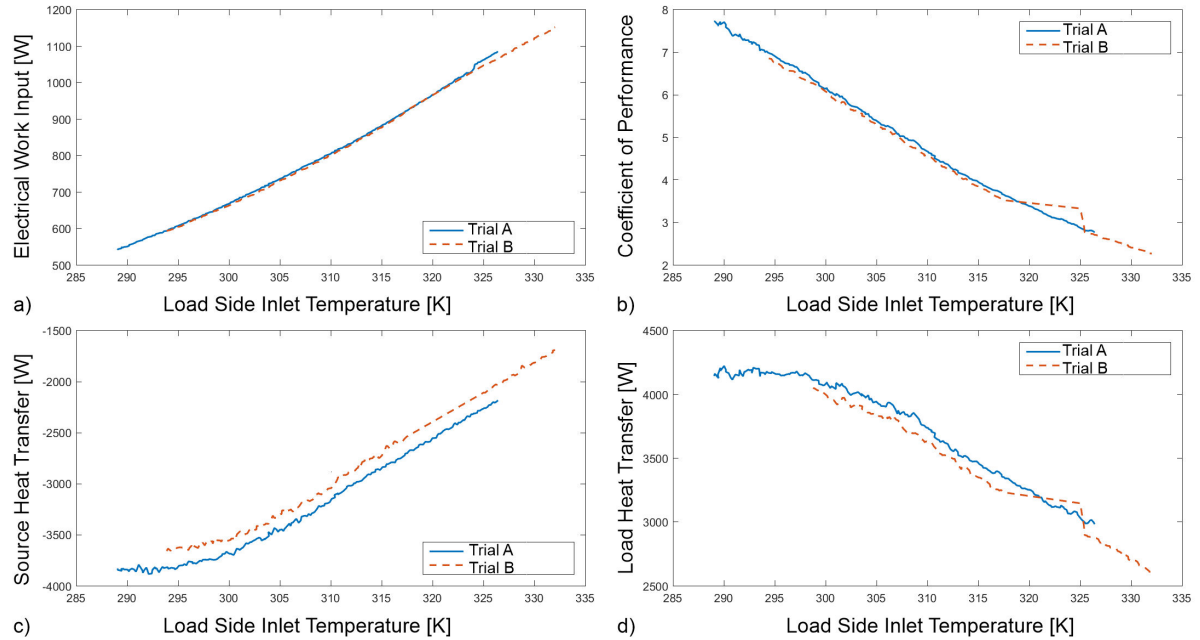 1200
1100
1000
900
800
700
600
500
Electrical Work Input [W]
Trial A
Trial B
285 290 295 300 305 310 315 320 325 330 335
a) Load Side Inlet Temperature [K]
8
7
6
5
4
3
2
Coefficient of Performance
Trial A
Trial B
285 290 295 300 305 310 315 320 325 330 335
b) Load Side Inlet Temperature [K]
-1500
-2000
-2500
-3000
-3500
-4000
Source Heat Transfer [W]
Trial A
Trial B
285 290 295 300 305 310 315 320 325 330 335
c) Load Side Inlet Temperature [K]
4500
4000
3500
3000
2500
Load Heat Transfer [W]
Trial A
Trial B
285 290 295 300 305 310 315 320 325 330 335
d) Load Side Inlet Temperature [K]